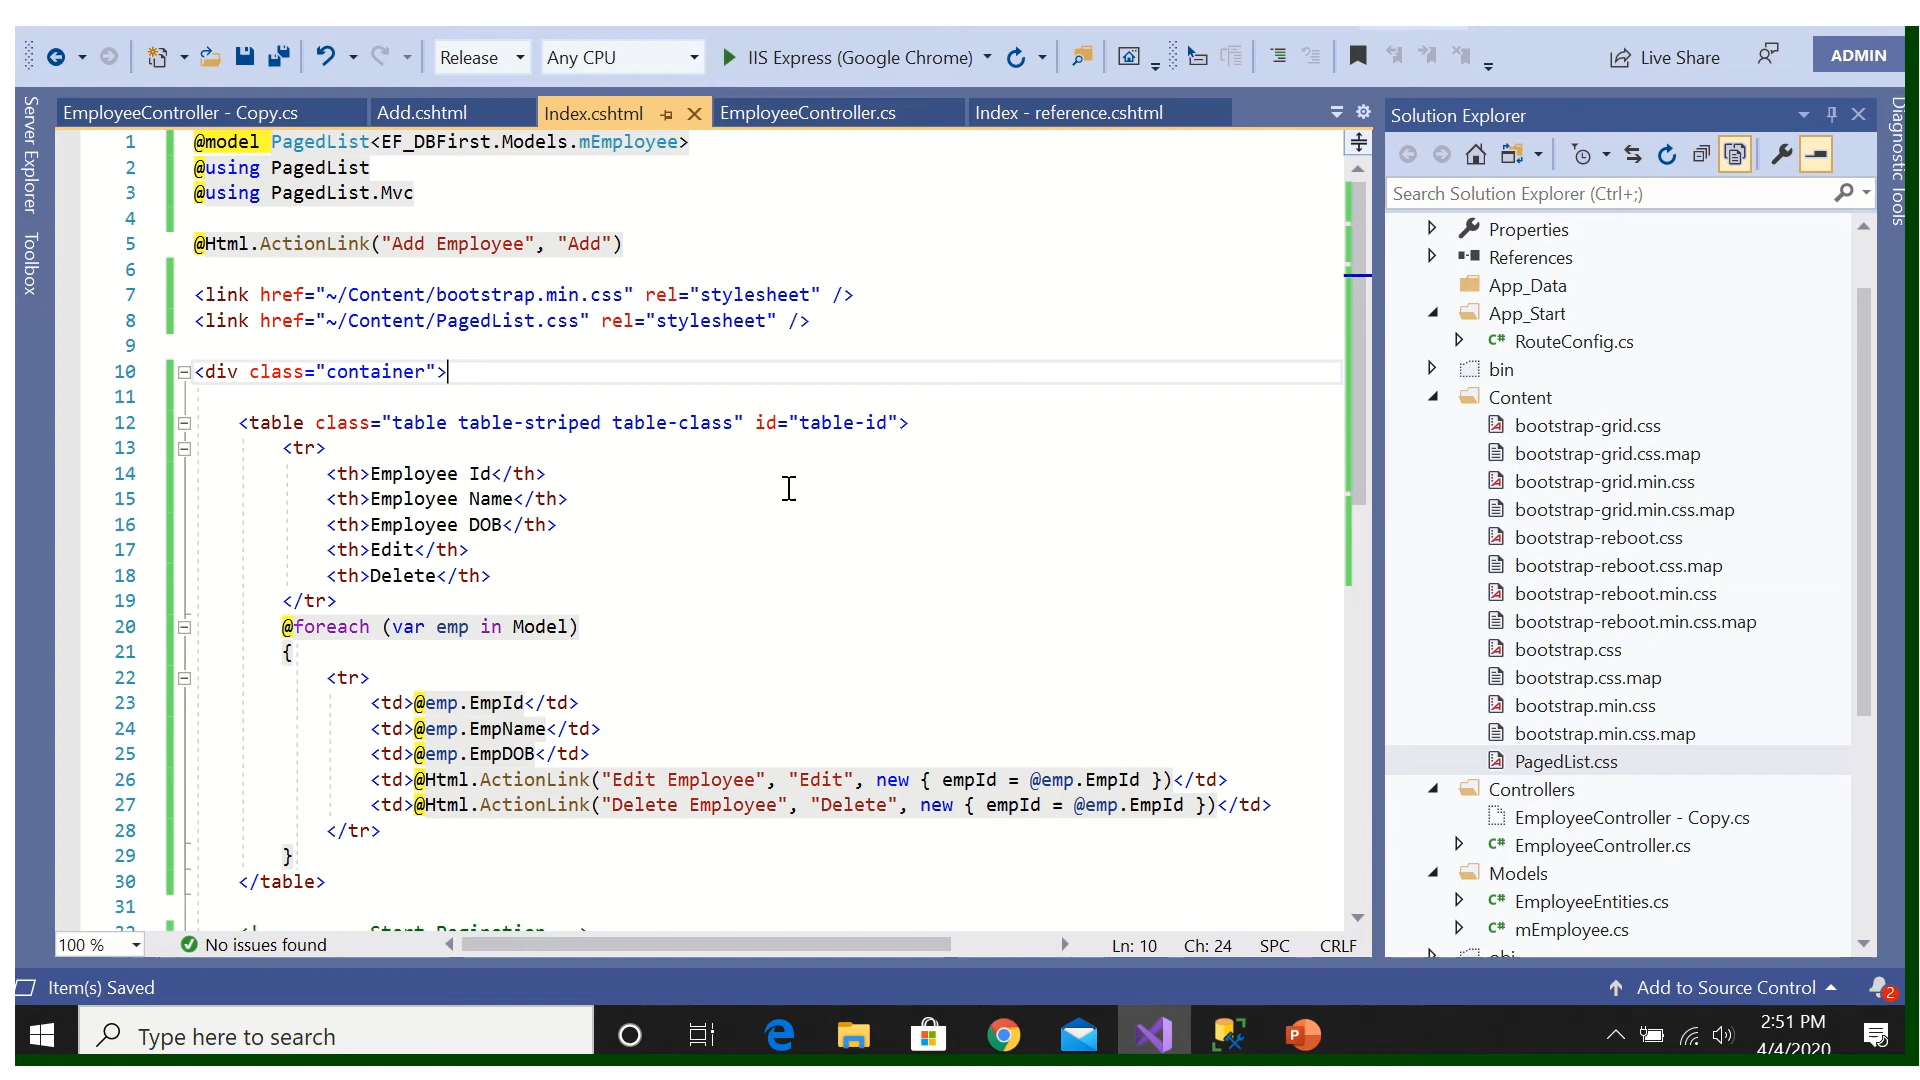 Release
Any CPU
IIS Express (Google Chrome)
Live Share
ADMIN
Server Explorer
Toolbox
EmployeeController - Copy.cs
Add.cshtml
Index.cshtml
EmployeeController.cs
Index - reference.cshtml
1 @model PagedList<EF_DBFirst.Models.mEmployee>
2 @using PagedList
3 @using PagedList.Mvc
4
5 @Html.ActionLink("Add Employee", "Add")
6
7 <link href="~/Content/bootstrap.min.css" rel="stylesheet" />
8 <link href="~/Content/PagedList.css" rel="stylesheet" />
9
10 <div class="container">
11
12 <table class="table table-striped table-class" id="table-id">
13 <tr>
14 <th>Employee Id</th>
15 <th>Employee Name</th>
16 <th>Employee DOB</th>
17 <th>Edit</th>
18 <th>Delete</th>
19 </tr>
20 @foreach (var emp in Model)
21 {
22 <tr>
23 <td>@emp.EmpId</td>
24 <td>@emp.EmpName</td>
25 <td>@emp.EmpDOB</td>
26 <td>@Html.ActionLink("Edit Employee", "Edit", new { empId = @emp.EmpId })</td>
27 <td>@Html.ActionLink("Delete Employee", "Delete", new { empId = @emp.EmpId })</td>
28 </tr>
29 }
30 </table>
31
100 %
No issues found
Ln: 10
Ch: 24
SPC
CRLF
Solution Explorer
Search Solution Explorer (Ctrl+;)
Properties
References
App_Data
App_Start
RouteConfig.cs
bin
Content
bootstrap-grid.css
bootstrap-grid.css.map
bootstrap-grid.min.css
bootstrap-grid.min.css.map
bootstrap-reboot.css
bootstrap-reboot.css.map
bootstrap-reboot.min.css
bootstrap-reboot.min.css.map
bootstrap.css
bootstrap.css.map
bootstrap.min.css
bootstrap.min.css.map
PagedList.css
Controllers
EmployeeController - Copy.cs
EmployeeController.cs
Models
EmployeeEntities.cs
mEmployee.cs
Diagnostic Tools
Item(s) Saved
Add to Source Control
2
Type here to search
2:51 PM
4/4/2020